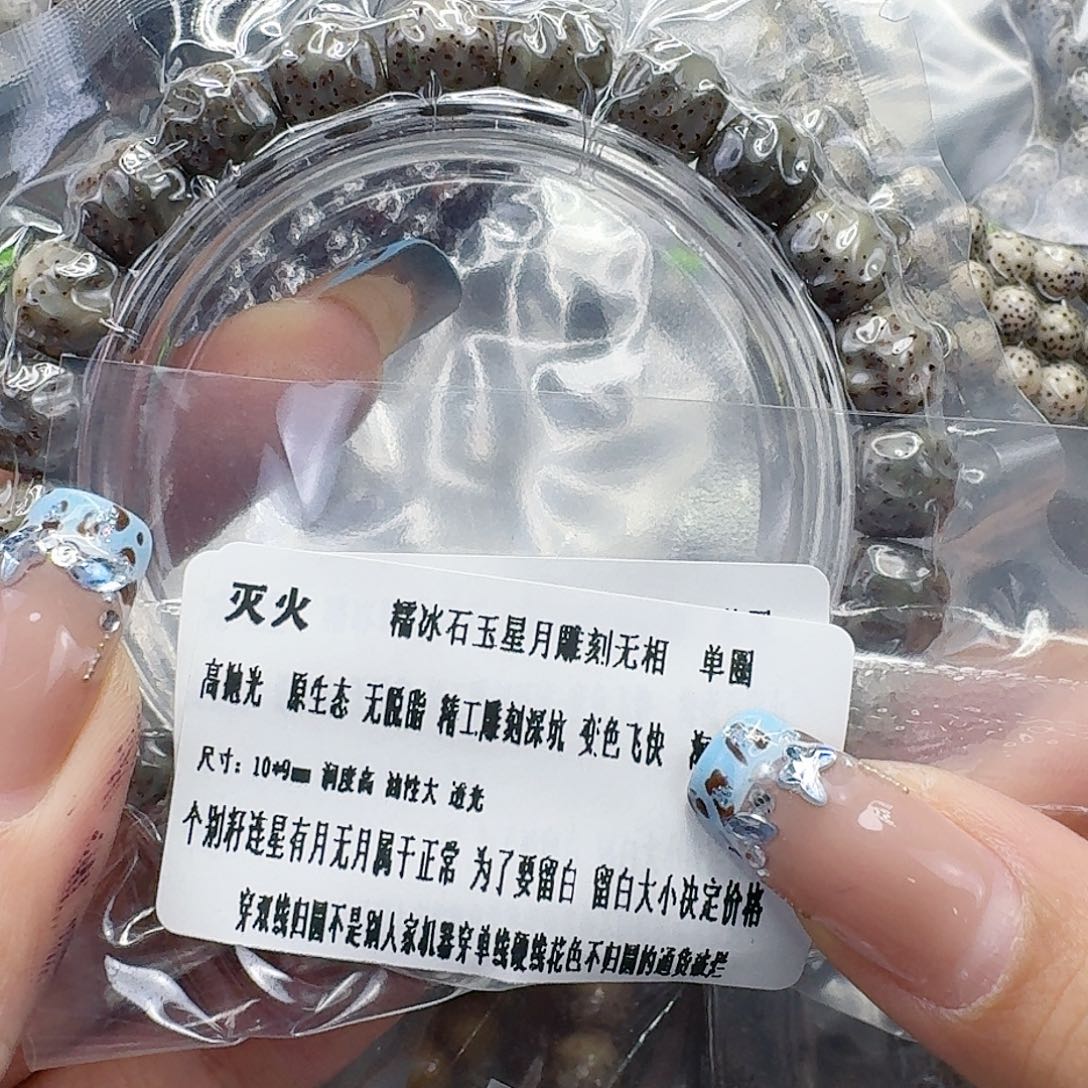 灭火 糯冰石玉星月雕刻无相 单圈
高抛光 原生态 无脱脂 精工雕刻深坑 变色飞快
尺寸：10*9mm 润度高 油性大 透光
个别籽连星有月无月属于正常 为了要留白 留白大小决定价格
穿双线归圆不是别人家机器穿单线硬线花色不归圆的通货破烂